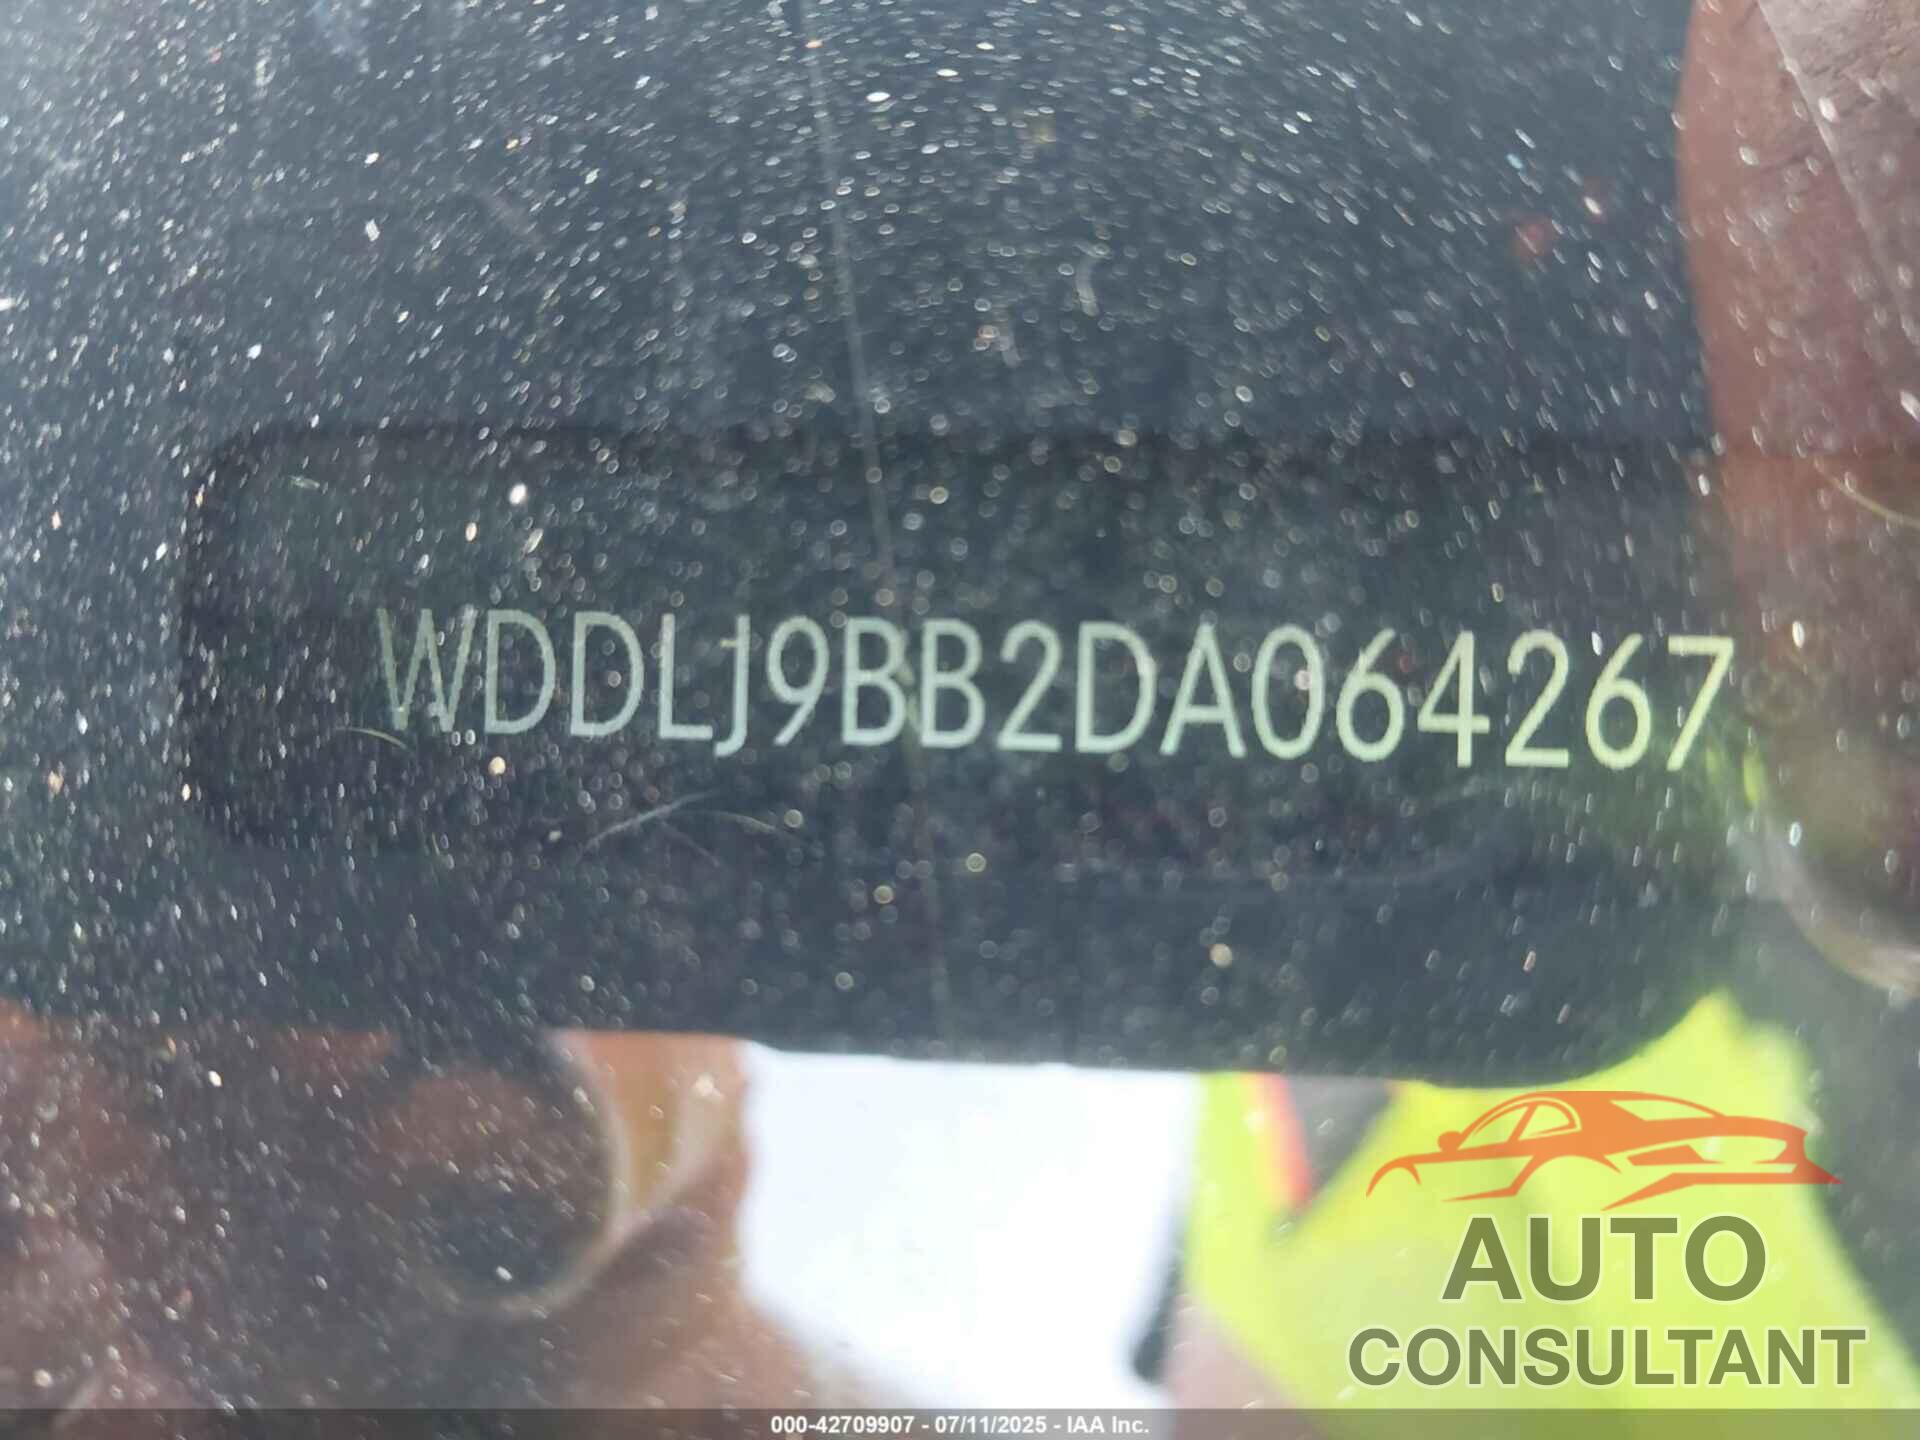 WDDLJ9BB2DA064267
AUTO
CONSULTANT
000-42709907 - 07/11/2025 - IAA Inc.